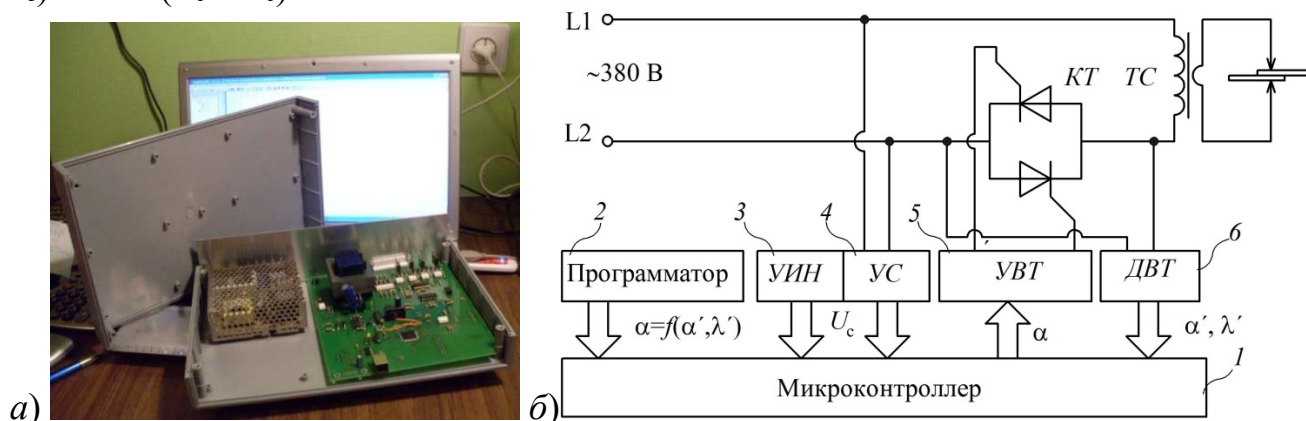 L1
~380 В
КТ
ТС
L2
2
3
4
5
6
Программатор
УИН
УС
УВТ
ДВТ
α=f(α´,λ´)
Uс
α
α´, λ´
1
Микроконтроллер
а)
б)